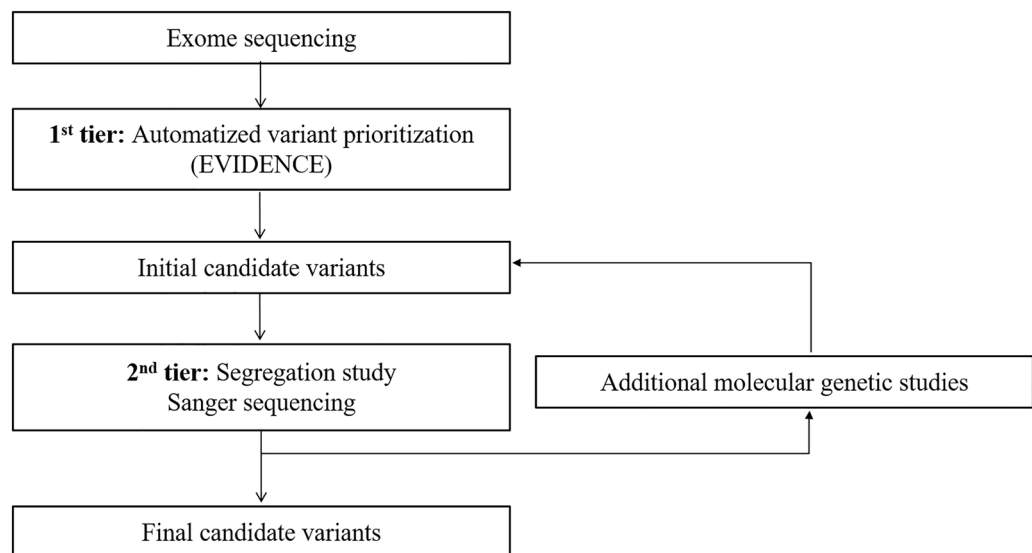 Exome sequencing
1st tier: Automatized variant prioritization
(EVIDENCE)
Initial candidate variants
2nd tier: Segregation study
Sanger sequencing
Additional molecular genetic studies
Final candidate variants